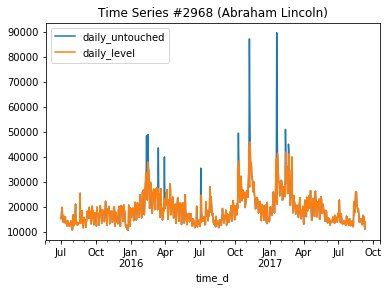 Time Series #2968 (Abraham Lincoln)
daily_untouched
daily_level
90000
80000
70000
60000
50000
40000
30000
20000
10000
Jul Oct Jan Apr Jul Oct Jan Apr Jul Oct
2016 2017
time_d